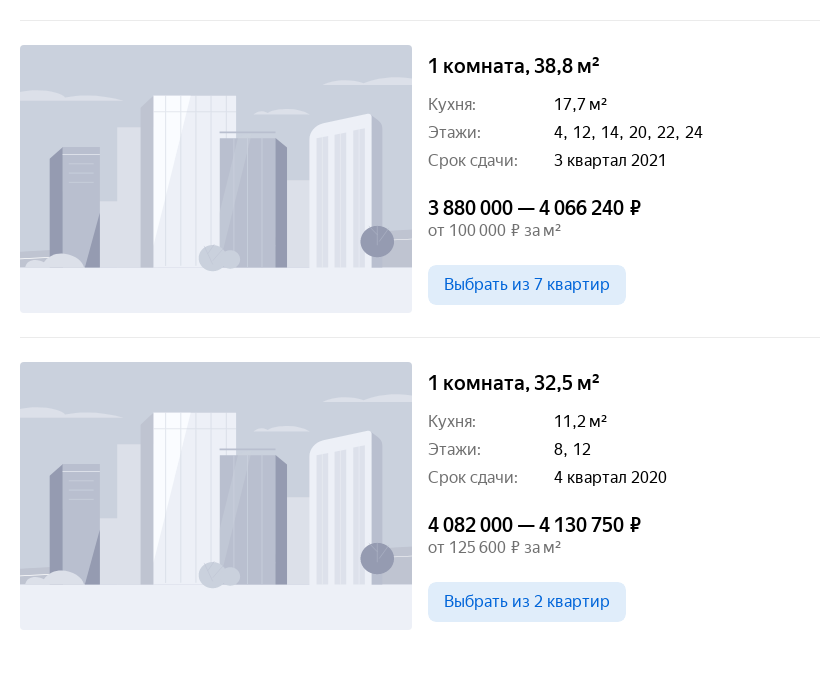 1 комната, 38,8 м²
Кухня: 17,7 м²
Этажи: 4, 12, 14, 20, 22, 24
Срок сдачи: 3 квартал 2021
3 880 000 — 4 066 240 ₽
от 100 000 ₽ за м²
Выбрать из 7 квартир
1 комната, 32,5 м²
Кухня: 11,2 м²
Этажи: 8, 12
Срок сдачи: 4 квартал 2020
4 082 000 — 4 130 750 ₽
от 125 600 ₽ за м²
Выбрать из 2 квартир